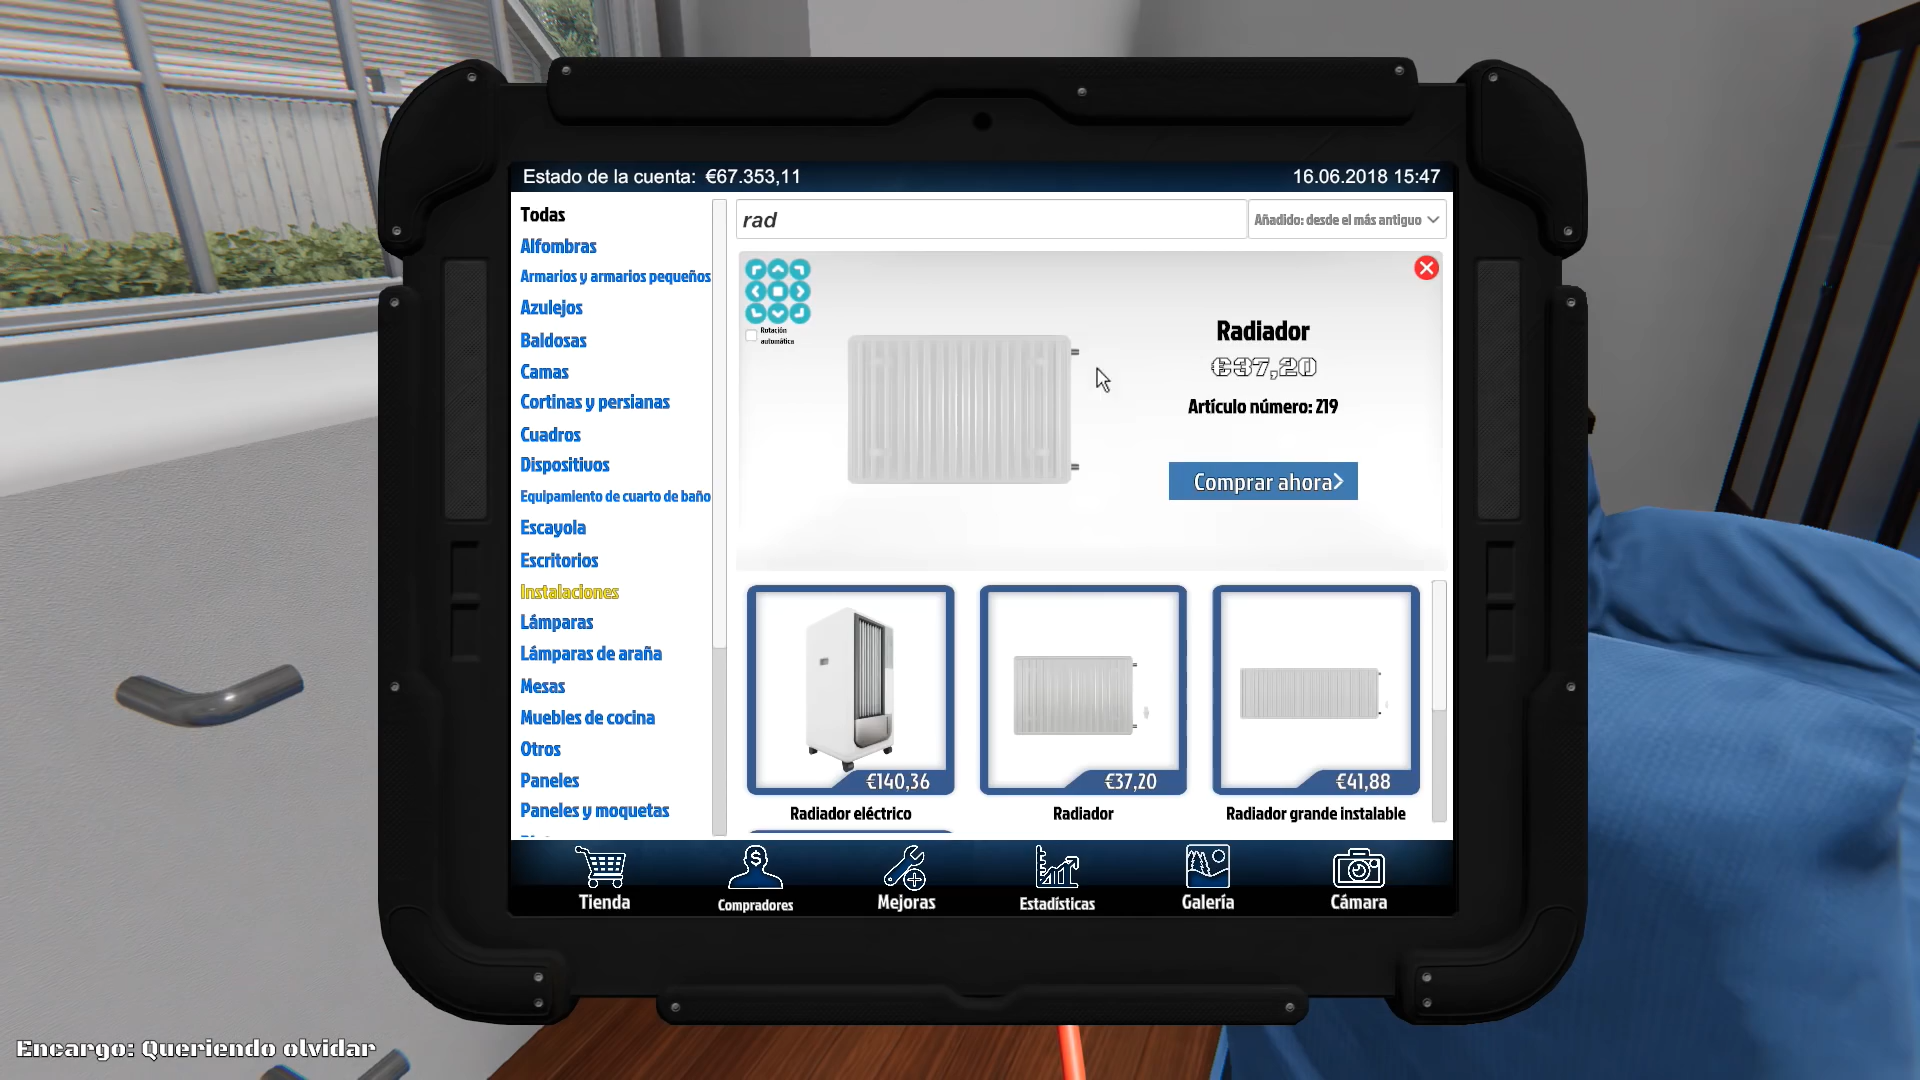 Estado de la cuenta: €67.353,11
16.06.2018 15:47
Todas
Alfombras
Armarios y armarios pequeños
Azulejos
Baldosas
Camas
Cortinas y persianas
Cuadros
Dispositivos
Equipamiento de cuarto de baño
Escayola
Escritorios
Instalaciones
Lámparas
Lámparas de araña
Mesas
Muebles de cocina
Otros
Paneles
Paneles y moquetas
rad
Añadido: desde el más antiguo
Rotación
automática
Radiador
€37,20
Artículo número: Z19
Comprar ahora
€140,36
Radiador eléctrico
€37,20
Radiador
€41,88
Radiador grande instalable
Tienda
Compradores
Mejoras
Estadísticas
Galería
Cámara
Encargo: Queriendo olvidar